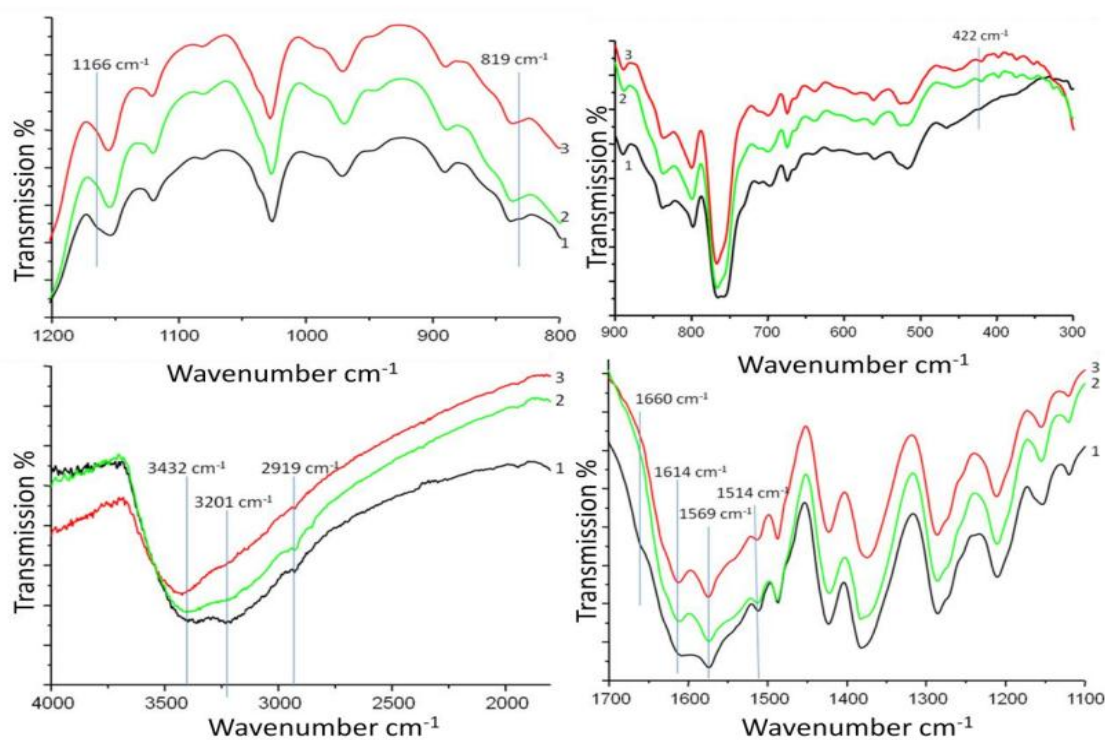 Transmission %
1166 cm⁻¹
819 cm⁻¹
3
2
1
1200
1100
1000
900
800
Wavenumber cm⁻¹
Transmission %
422 cm⁻¹
3
2
1
900
800
700
600
500
400
300
Wavenumber cm⁻¹
Transmission %
3432 cm⁻¹
2919 cm⁻¹
3201 cm⁻¹
3
2
1
4000
3500
3000
2500
2000
Wavenumber cm⁻¹
Transmission %
1660 cm⁻¹
1614 cm⁻¹
1514 cm⁻¹
1569 cm⁻¹
3
2
1
1700
1600
1500
1400
1300
1200
1100
Wavenumber cm⁻¹